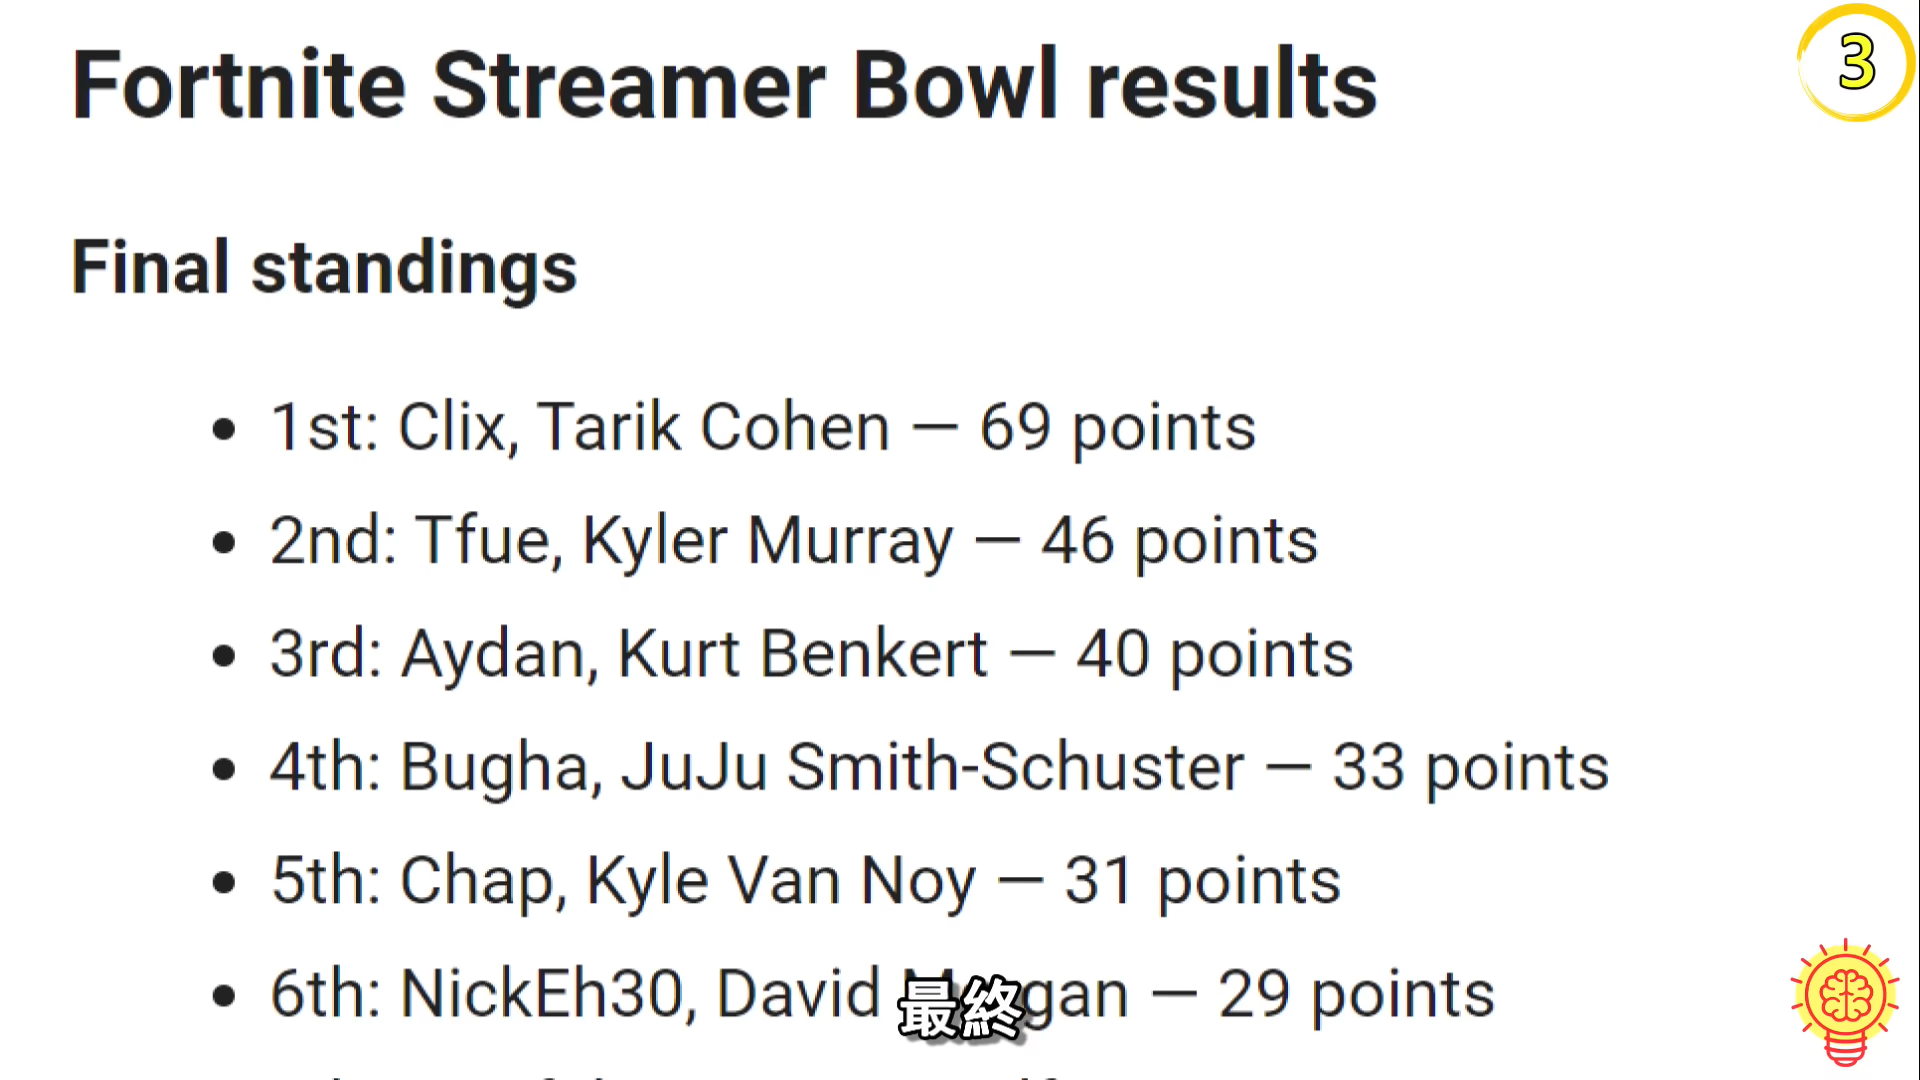 Fortnite Streamer Bowl results
3
Final standings
• 1st: Clix, Tarik Cohen — 69 points
• 2nd: Tfue, Kyler Murray — 46 points
• 3rd: Aydan, Kurt Benkert — 40 points
• 4th: Bugha, JuJu Smith-Schuster — 33 points
• 5th: Chap, Kyle Van Noy — 31 points
• 6th: NickEh30, David — 29 points
最終